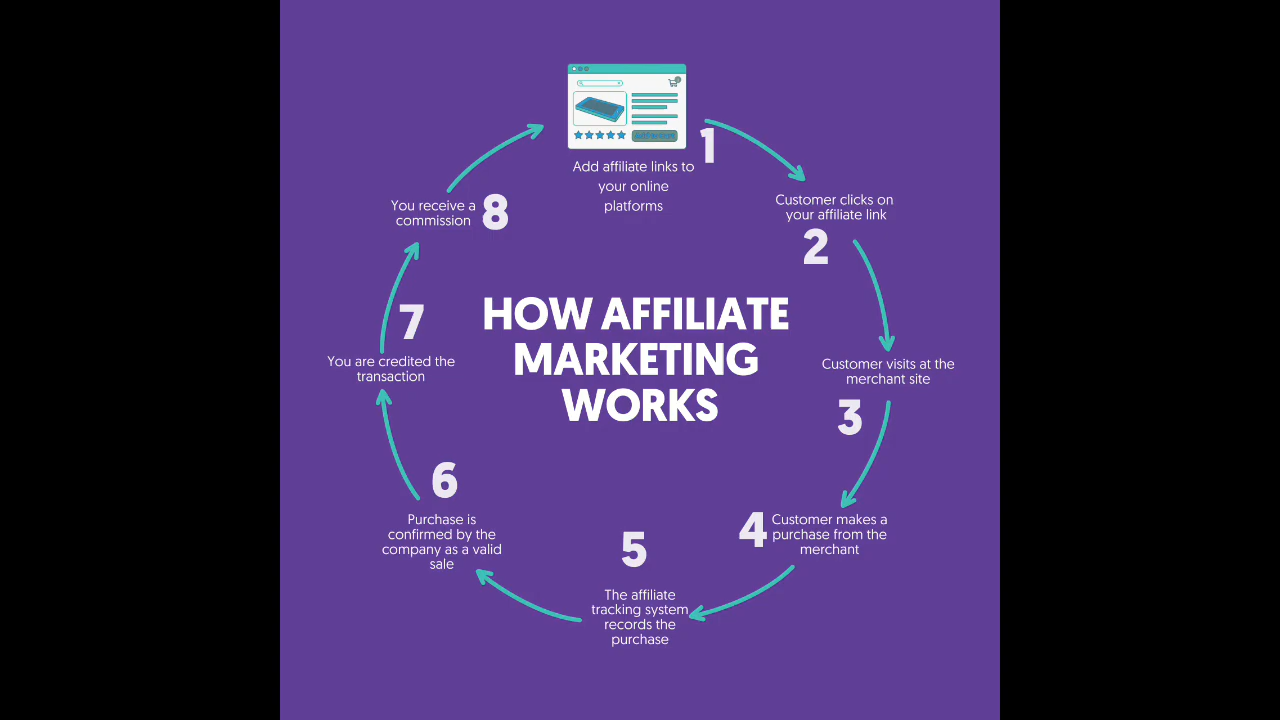 Add affiliate links to
your online
platforms
1
Customer clicks on
your affiliate link
2
Customer visits at the
merchant site
3
4
Customer makes a
purchase from the
merchant
5
The affiliate
tracking system
records the
purchase
6
Purchase is
confirmed by the
company as a valid
sale
7
You are credited the
transaction
You receive a
commission
8
HOW AFFILIATE
MARKETING
WORKS